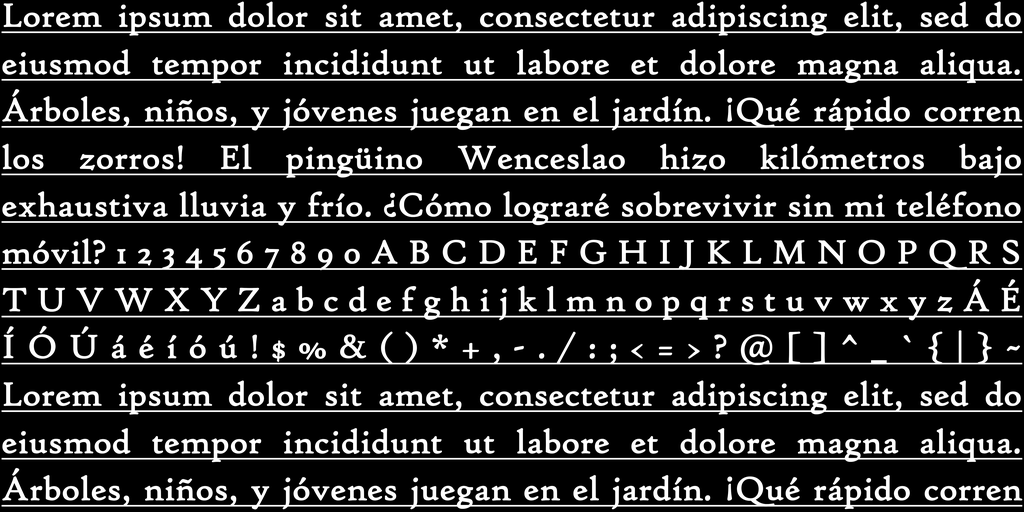 Lorem ipsum dolor sit amet, consectetur adipiscing elit, sed do
eiusmod tempor incididunt ut labore et dolore magna aliqua.
Árboles, niños, y jóvenes juegan en el jardín. ¡Qué rápido corren
los zorros! El pingüino Wenceslao hizo kilómetros bajo
exhaustiva lluvia y frío. ¿Cómo lograré sobrevivir sin mi teléfono
móvil? 1 2 3 4 5 6 7 8 9 0 A B C D E F G H I J K L M N O P Q R S
T U V W X Y Z a b c d e f g h i j k l m n o p q r s t u v w x y z Á É
Í Ó Ú á é í ó ú ! $ % & ( ) * + , - . / : ; < = > ? @ [ ] ^ _ ` { | } ~
Lorem ipsum dolor sit amet, consectetur adipiscing elit, sed do
eiusmod tempor incididunt ut labore et dolore magna aliqua.
Árboles, niños, y jóvenes juegan en el jardín. ¡Qué rápido corren